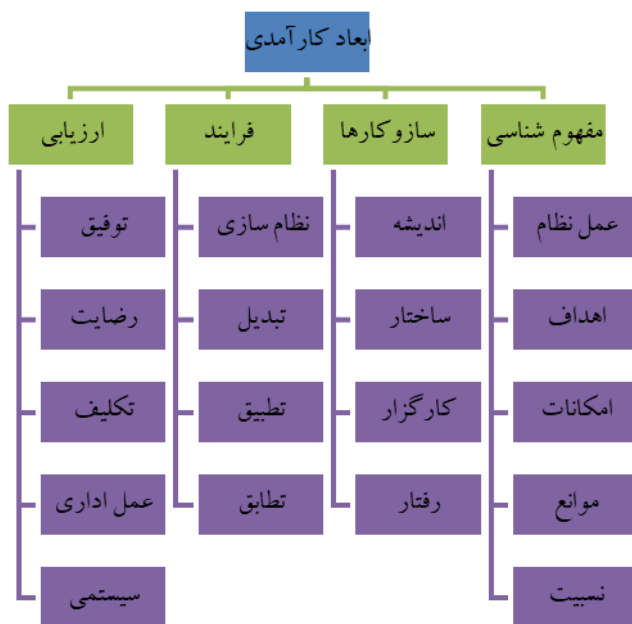 ابعاد کارآمدی
مفهوم شناسی
عمل نظام
اهداف
امکانات
موانع
نسبیت
سازوکارها
اندیشه
ساختار
کارگزار
رفتار
فرایند
نظام سازی
تبدیل
تطبیق
تطابق
ارزیابی
توفیق
رضایت
تکلیف
عمل اداری
سیستمی